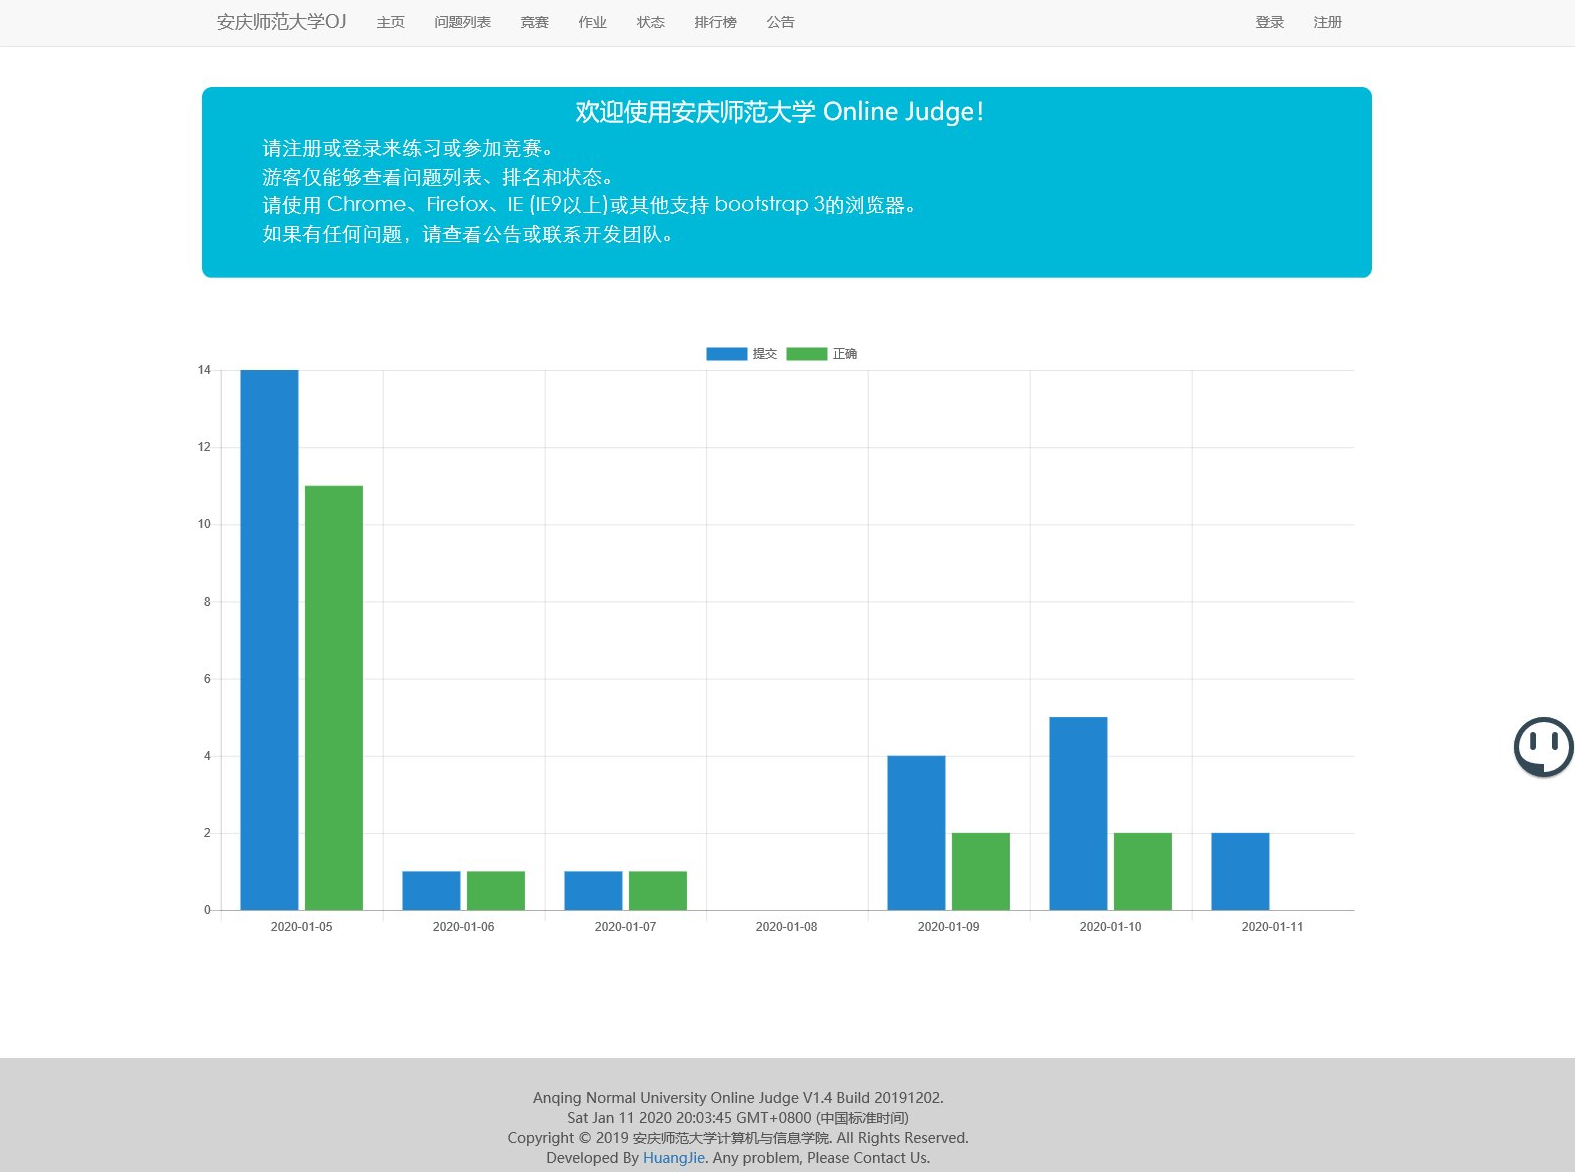 安庆师范大学OJ 主页 问题列表 竞赛 作业 状态 排行榜 公告 登录 注册
欢迎使用安庆师范大学 Online Judge!
请注册或登录来练习或参加竞赛。
游客仅能够查看问题列表、排名和状态。
请使用 Chrome、Firefox、IE (IE9以上)或其他支持 bootstrap 3的浏览器。
如果有任何问题，请查看公告或联系开发团队。
提交 正确
14
12
10
8
6
4
2
0
2020-01-05 2020-01-06 2020-01-07 2020-01-08 2020-01-09 2020-01-10 2020-01-11
Anqing Normal University Online Judge V1.4 Build 20191202.
Sat Jan 11 2020 20:03:45 GMT+0800 (中国标准时间)
Copyright © 2019 安庆师范大学计算机与信息学院. All Rights Reserved.
Developed By HuangJie. Any problem, Please Contact Us.